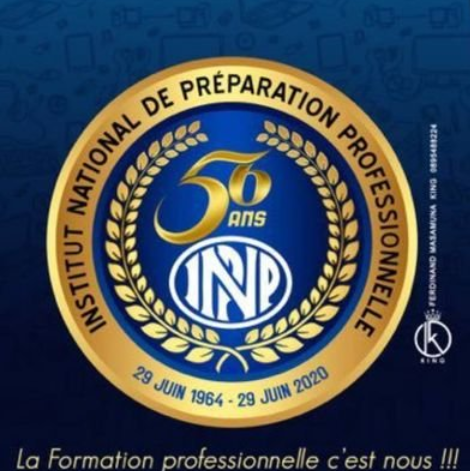 INSTITUT NATIONAL DE PRÉPARATION PROFESSIONNELLE
56
ANS
INPP
29 JUIN 1964 - 29 JUIN 2020
FERDINAND MASAMUNA KING 0895488224
K
KING
La Formation professionnelle c'est nous !!!